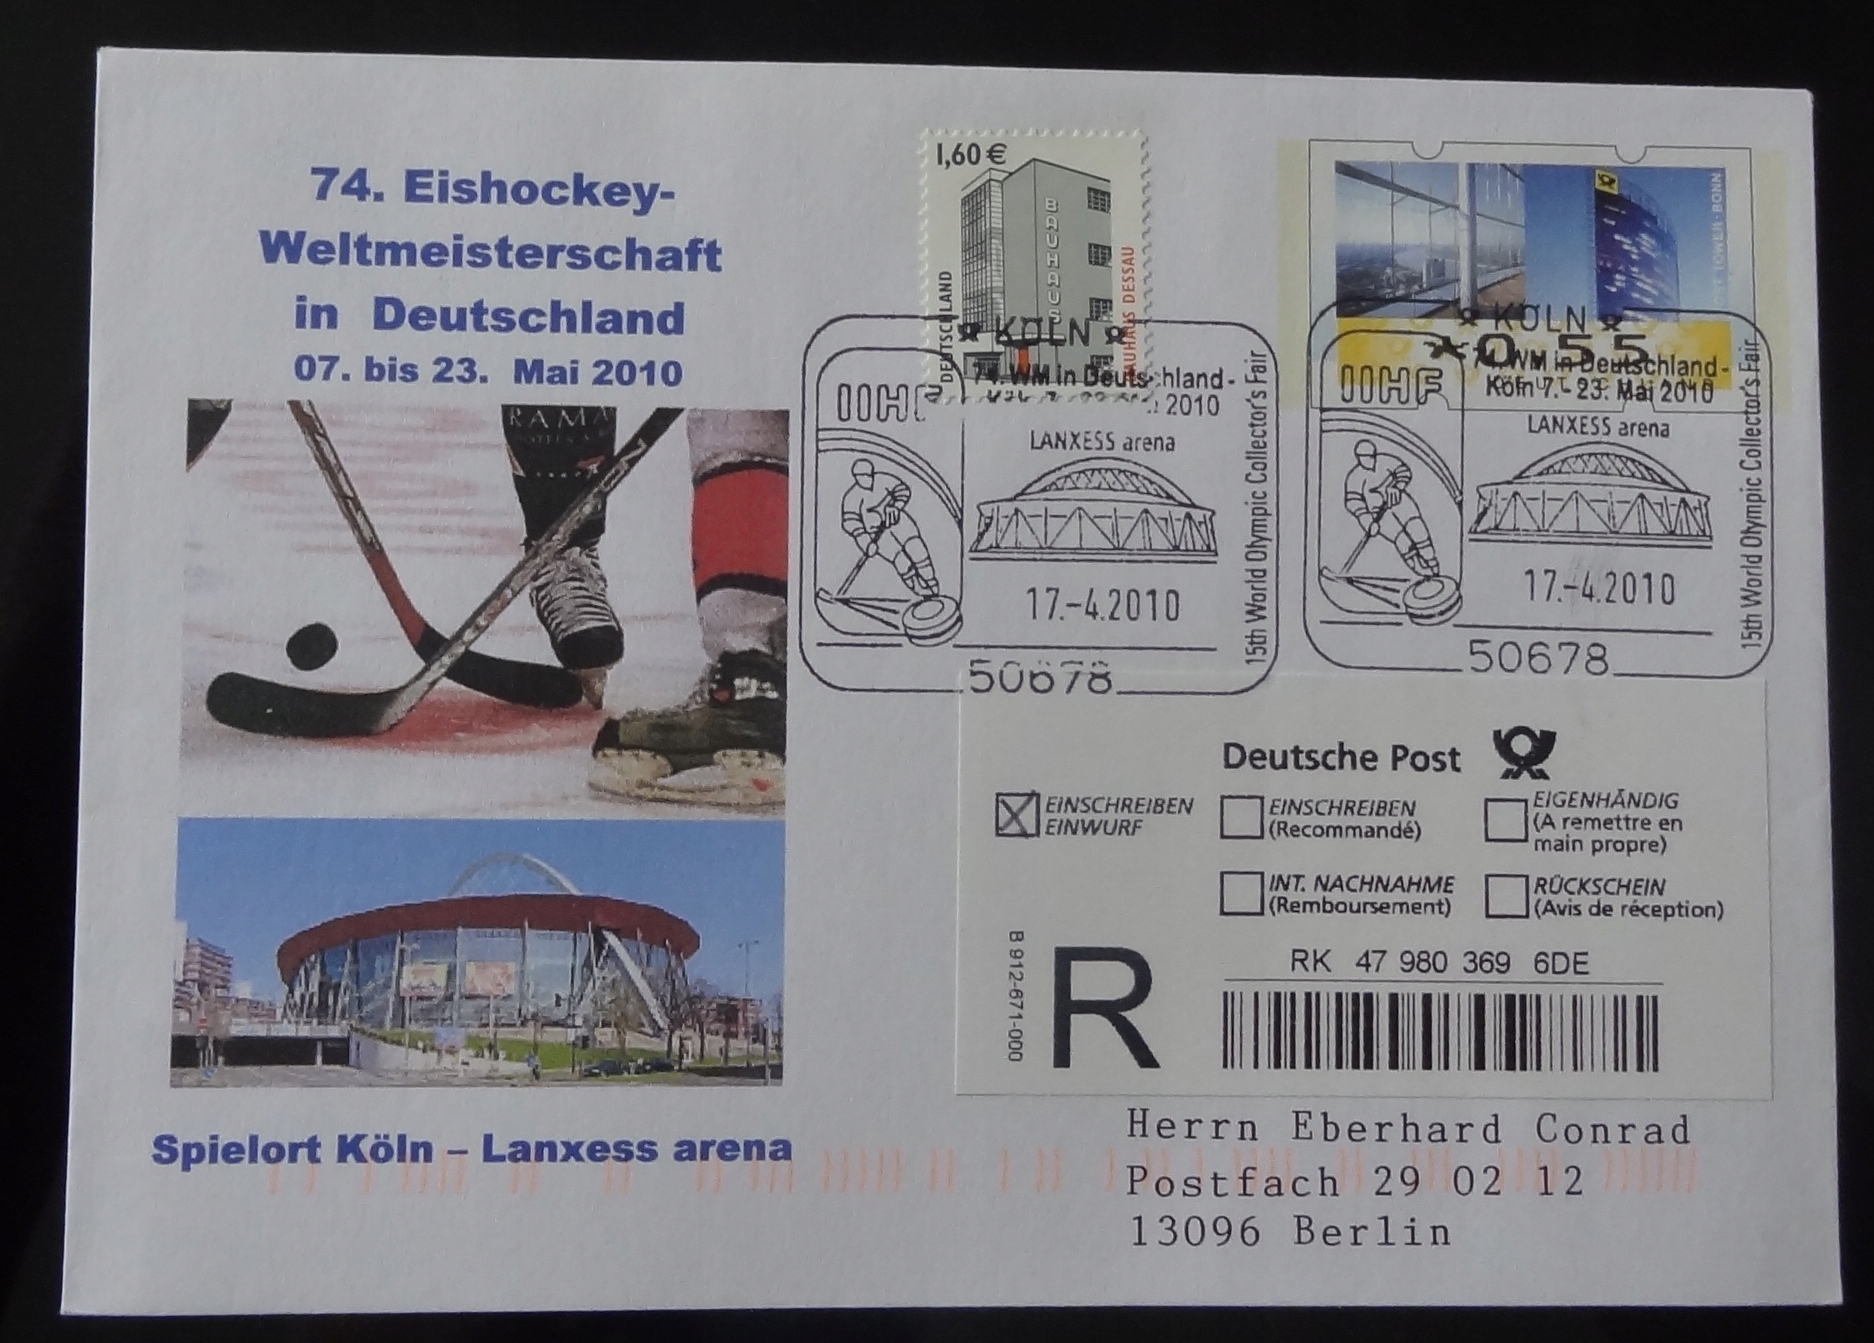 74. Eishockey-
Weltmeisterschaft
in Deutschland
07. bis 23. Mai 2010
RAMA
Spielort Köln – Lanxess arena
1,60 €
BAUHAUS
DEUTSCHLAND
BAUHAUS DESSAU
TOWER · BONN
0,55
KÖLN
IIHF
74. WM in Deutschland -
2010
LANXESS arena
17.-4.2010
50678
15th World Olympic Collector's Fair
KÖLN
IIHF
74. WM in Deutschland -
Köln 7.- 23. Mai 2010
LANXESS arena
17.-4.2010
50678
15th World Olympic Collector's Fair
Deutsche Post
EINSCHREIBEN
EINWURF
EINSCHREIBEN
(Recommandé)
EIGENHÄNDIG
(A remettre en
main propre)
INT. NACHNAHME
(Remboursement)
RÜCKSCHEIN
(Avis de réception)
B 912-671-000
R
RK 47 980 369 6DE
Herrn Eberhard Conrad
Postfach 29 02 12
13096 Berlin